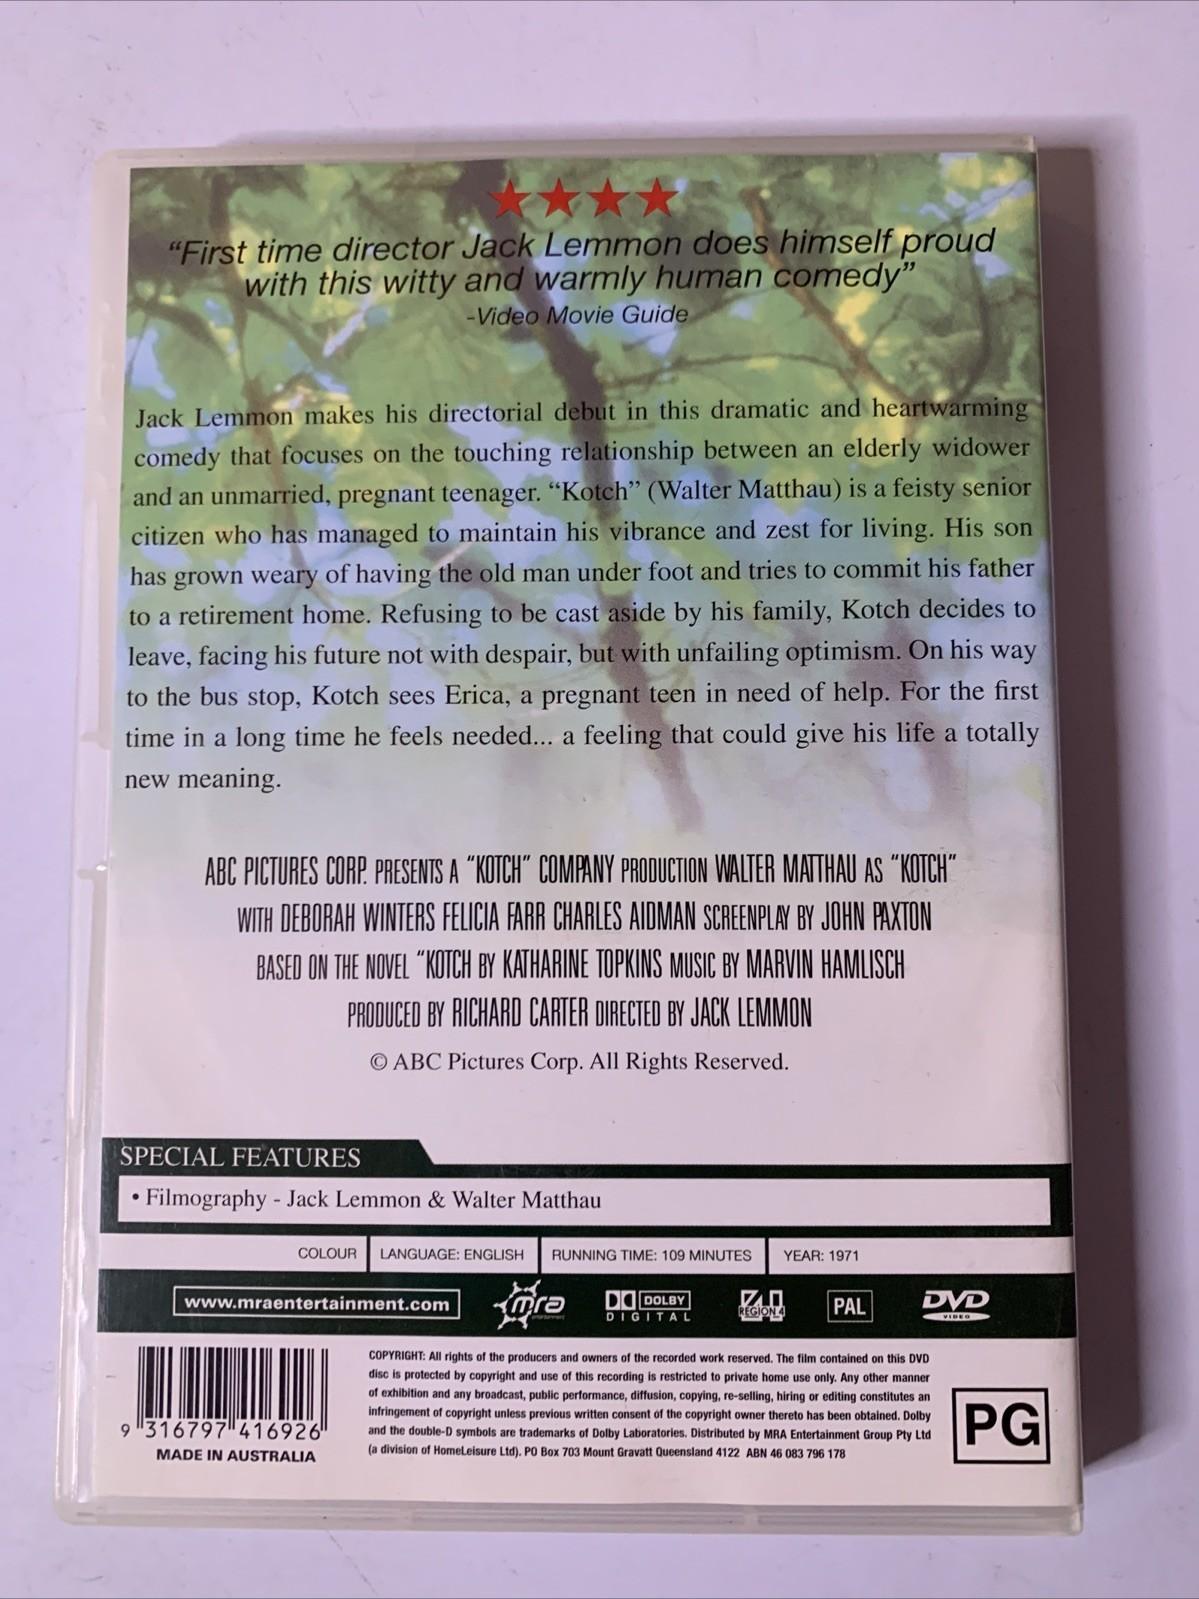 “First time director Jack Lemmon does himself proud
with this witty and warmly human comedy”
-Video Movie Guide
Jack Lemmon makes his directorial debut in this dramatic and heartwarming
comedy that focuses on the touching relationship between an elderly widower
and an unmarried, pregnant teenager. “Kotch” (Walter Matthau) is a feisty senior
citizen who has managed to maintain his vibrance and zest for living. His son
has grown weary of having the old man under foot and tries to commit his father
to a retirement home. Refusing to be cast aside by his family, Kotch decides to
leave, facing his future not with despair, but with unfailing optimism. On his way
to the bus stop, Kotch sees Erica, a pregnant teen in need of help. For the first
time in a long time he feels needed... a feeling that could give his life a totally
new meaning.
ABC PICTURES CORP. PRESENTS A “KOTCH” COMPANY PRODUCTION WALTER MATTHAU AS “KOTCH”
WITH DEBORAH WINTERS FELICIA FARR CHARLES AIDMAN SCREENPLAY BY JOHN PAXTON
BASED ON THE NOVEL “KOTCH BY KATHARINE TOPKINS MUSIC BY MARVIN HAMLISCH
PRODUCED BY RICHARD CARTER DIRECTED BY JACK LEMMON
© ABC Pictures Corp. All Rights Reserved.
SPECIAL FEATURES
• Filmography - Jack Lemmon & Walter Matthau
COLOUR LANGUAGE: ENGLISH RUNNING TIME: 109 MINUTES YEAR: 1971
www.mraentertainment.com mra DOLBY DIGITAL 4 REGION 4 PAL DVD VIDEO
COPYRIGHT: All rights of the producers and owners of the recorded work reserved. The film contained on this DVD
disc is protected by copyright and use of this recording is restricted to private home use only. Any other manner
of exhibition and any broadcast, public performance, diffusion, copying, re-selling, hiring or editing constitutes an
infringement of copyright unless previous written consent of the copyright owner thereto has been obtained. Dolby
and the double-D symbols are trademarks of Dolby Laboratories. Distributed by MRA Entertainment Group Pty Ltd
(a division of HomeLeisure Ltd). PO Box 703 Mount Gravatt Queensland 4122 ABN 46 083 796 178
9 316797 416926
MADE IN AUSTRALIA
PG